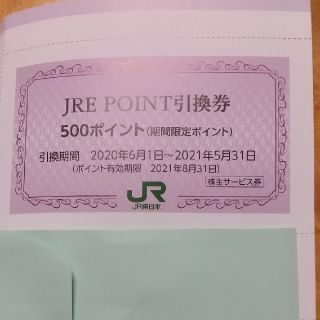 JRE POINT引換券
500ポイント(期間限定ポイント)
引換期間 2020年6月1日～2021年5月31日
(ポイント有効期限 2021年8月31日)
JR
JR東日本
株主サービス券